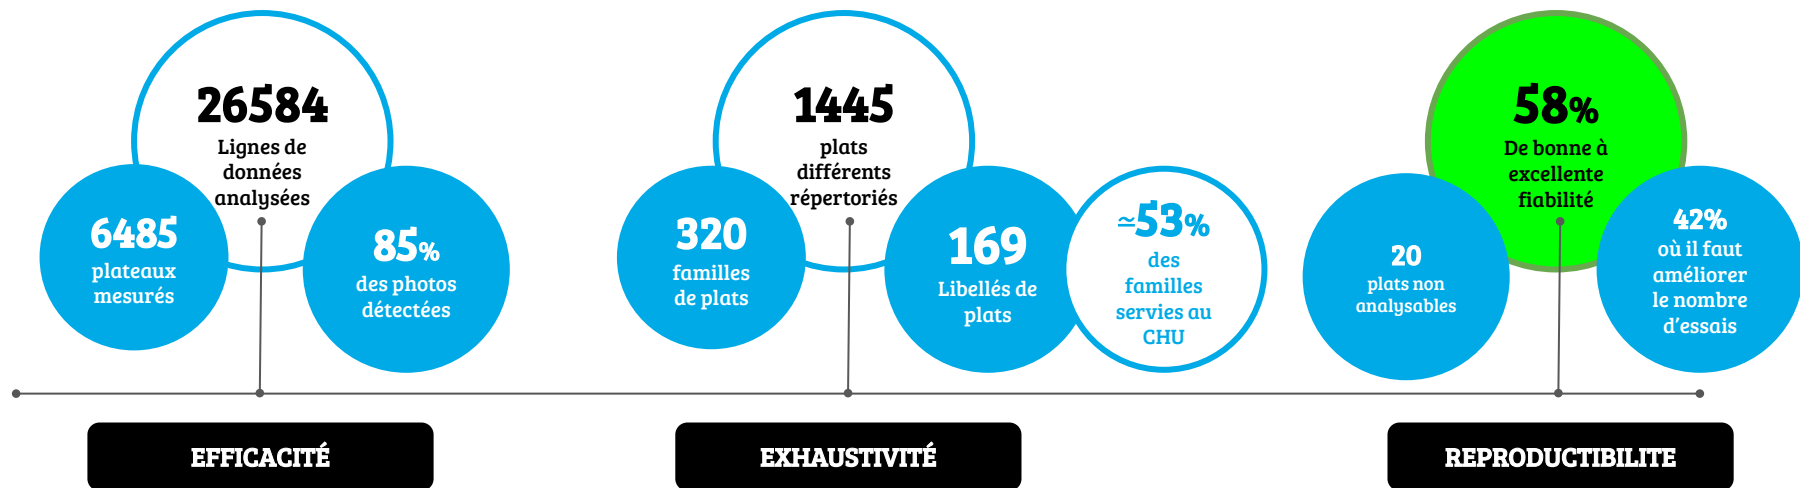 26584
Lignes de
données
analysées
6485
plateaux
mesurés
85%
des photos
détectées
EFFICACITÉ
1445
plats
différents
répertoriés
320
familles
de plats
169
Libellés de
plats
≃53%
des
familles
servies au
CHU
EXHAUSTIVITÉ
58%
De bonne à
excellente
fiabilité
20
plats non
analysables
42%
où il faut
améliorer
le nombre
d’essais
REPRODUCTIBILITE